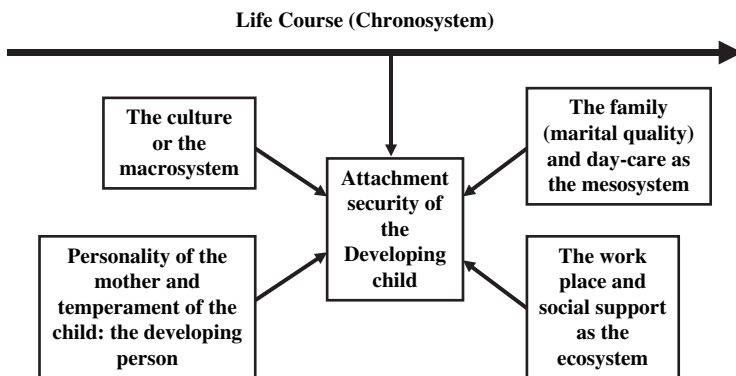 Life Course (Chronosystem)
The culture
or the
macrosystem
The family
(marital quality)
and day-care as
the mesosystem
Attachment
security of
the
Developing
child
Personality of the
mother and
temperament of the
child: the developing
person
The work
place and
social support
as the
ecosystem